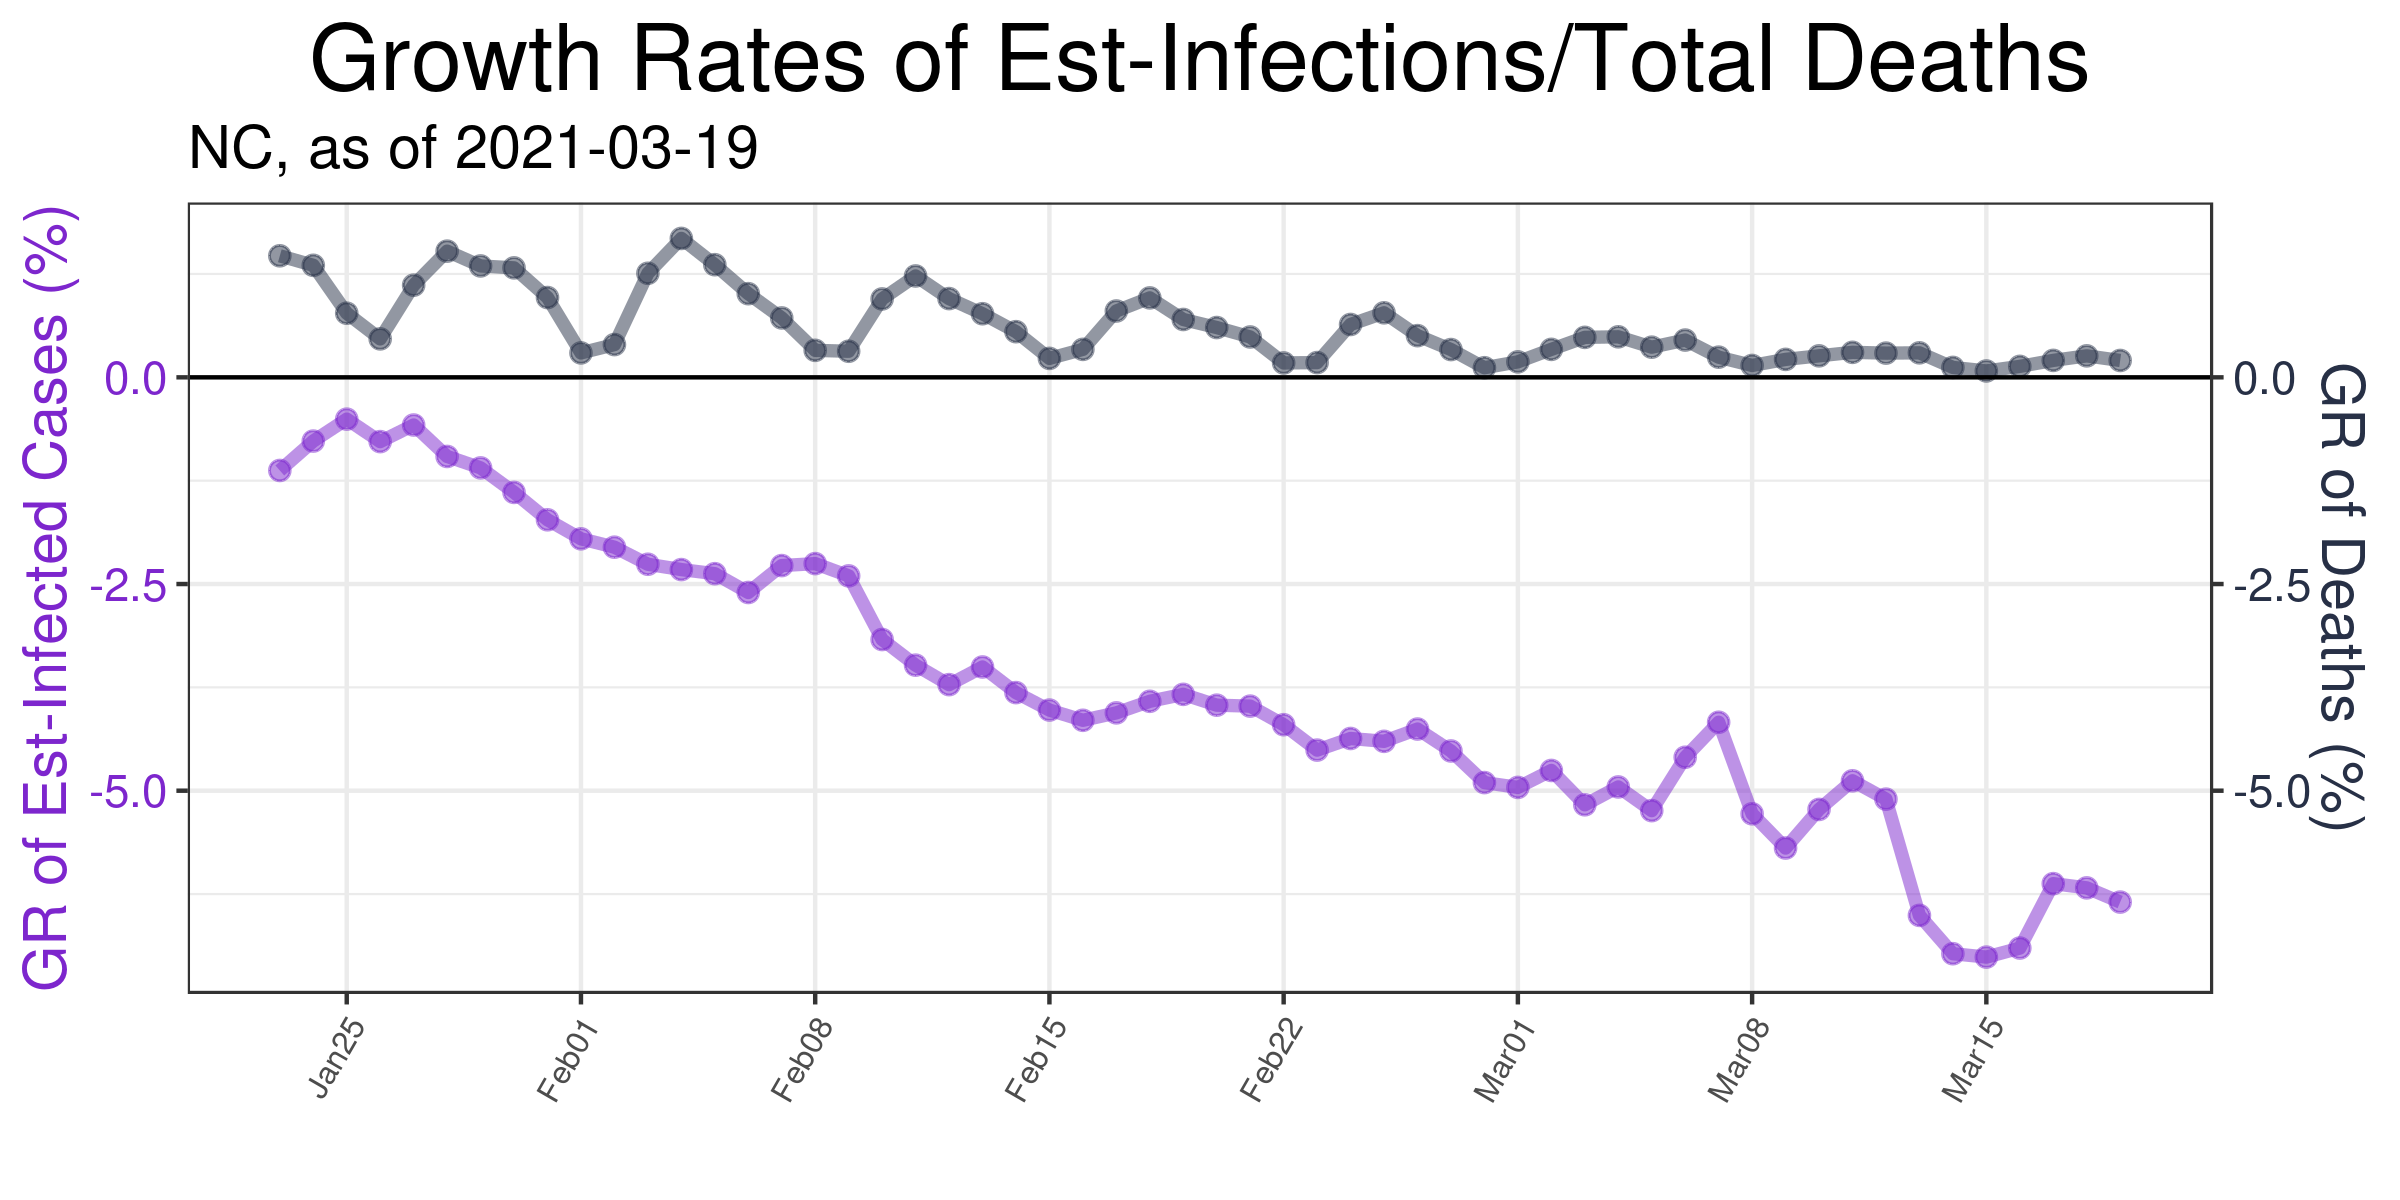 Growth Rates of Est-Infections/Total Deaths
NC, as of 2021-03-19
GR of Est-Infected Cases (%)
0.0
-2.5
-5.0
0.0
-2.5
-5.0
GR of Deaths (%)
Jan25
Feb01
Feb08
Feb15
Feb22
Mar01
Mar08
Mar15